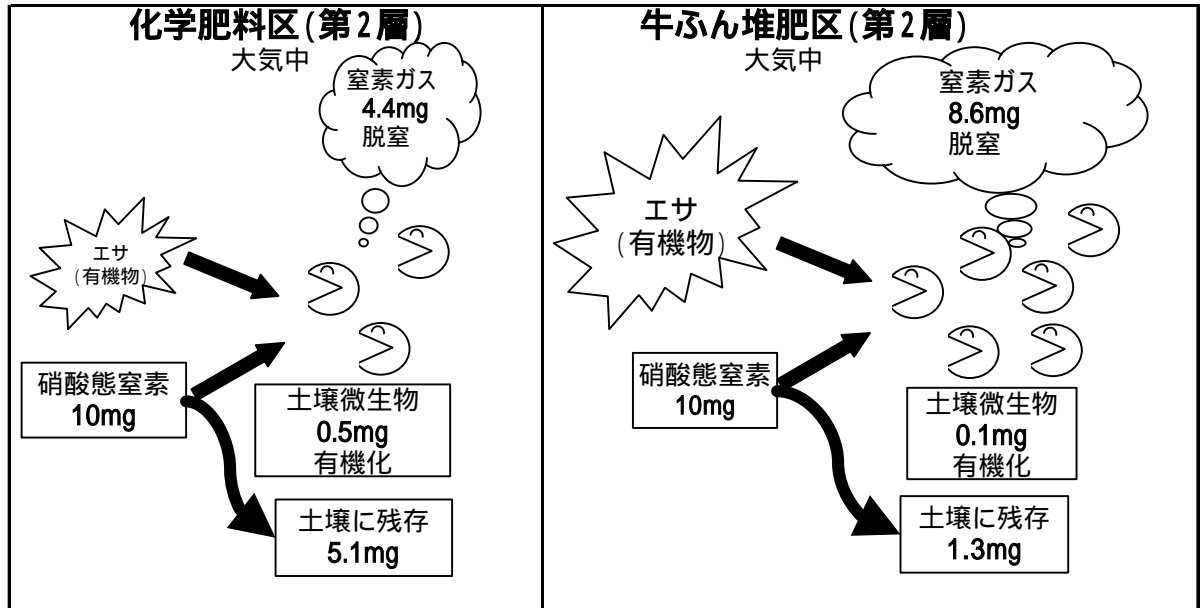 化学肥料区(第2層)
大気中
窒素ガス
4.4mg
脱窒
エサ
(有機物)
硝酸態窒素
10mg
土壌微生物
0.5mg
有機化
土壌に残存
5.1mg
牛ふん堆肥区(第2層)
大気中
窒素ガス
8.6mg
脱窒
エサ
(有機物)
硝酸態窒素
10mg
土壌微生物
0.1mg
有機化
土壌に残存
1.3mg